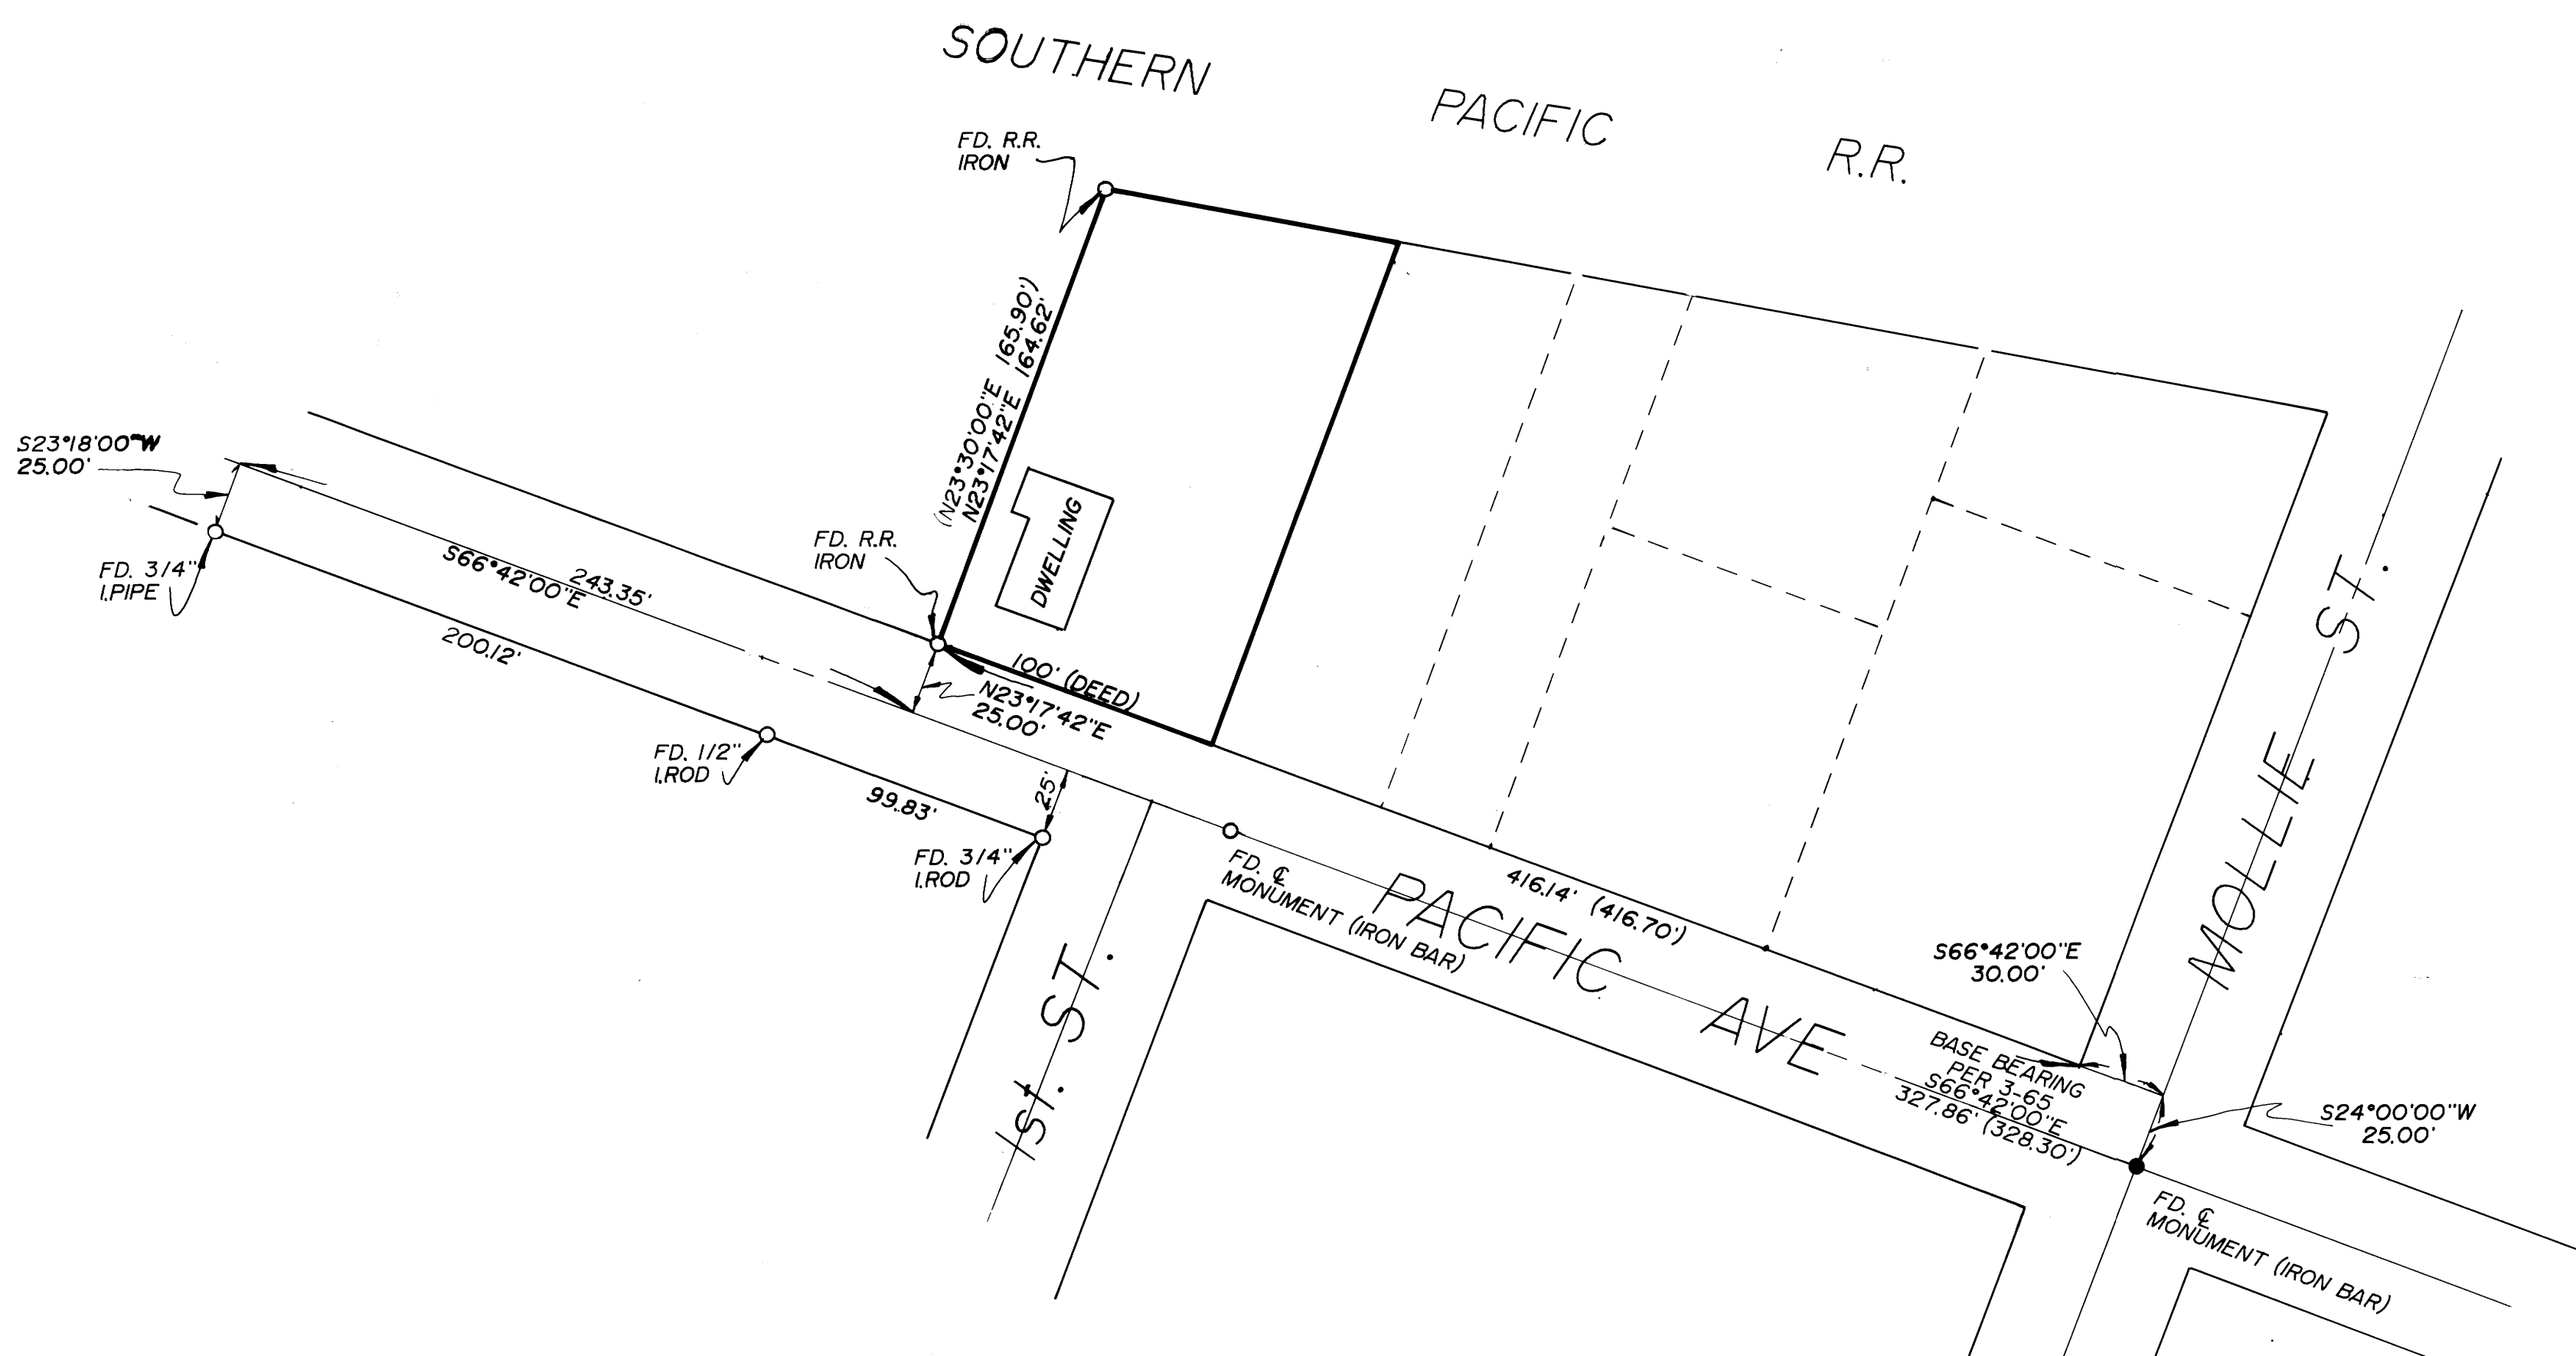 SOUTHERN PACIFIC R.R.
FD. R.R.
IRON
(N23°30'00"E 165.90')
N23°17'42"E 164.62'
S23°18'00"W
25.00'
FD. 3/4"
I.PIPE
243.35'
S66°42'00"E
200.12'
FD. R.R.
IRON
DWELLING
100' (DEED)
N23°17'42"E
25.00'
FD. 1/2"
I.ROD
99.83'
25'
FD. 3/4"
I.ROD
FD. ℄
MONUMENT (IRON BAR)
416.14' (416.70')
PACIFIC AVE
1st. ST.
MOLLIE ST.
S66°42'00"E
30.00'
BASE BEARING
PER 3-65
S66°42'00"E
327.86' (328.30')
S24°00'00"W
25.00'
FD. ℄
MONUMENT (IRON BAR)